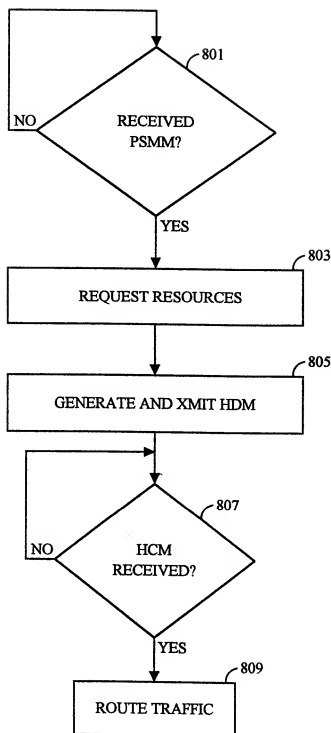 801
RECEIVED
PSMM?
NO
YES
803
REQUEST RESOURCES
805
GENERATE AND XMIT HDM
807
HCM
RECEIVED?
NO
YES
809
ROUTE TRAFFIC